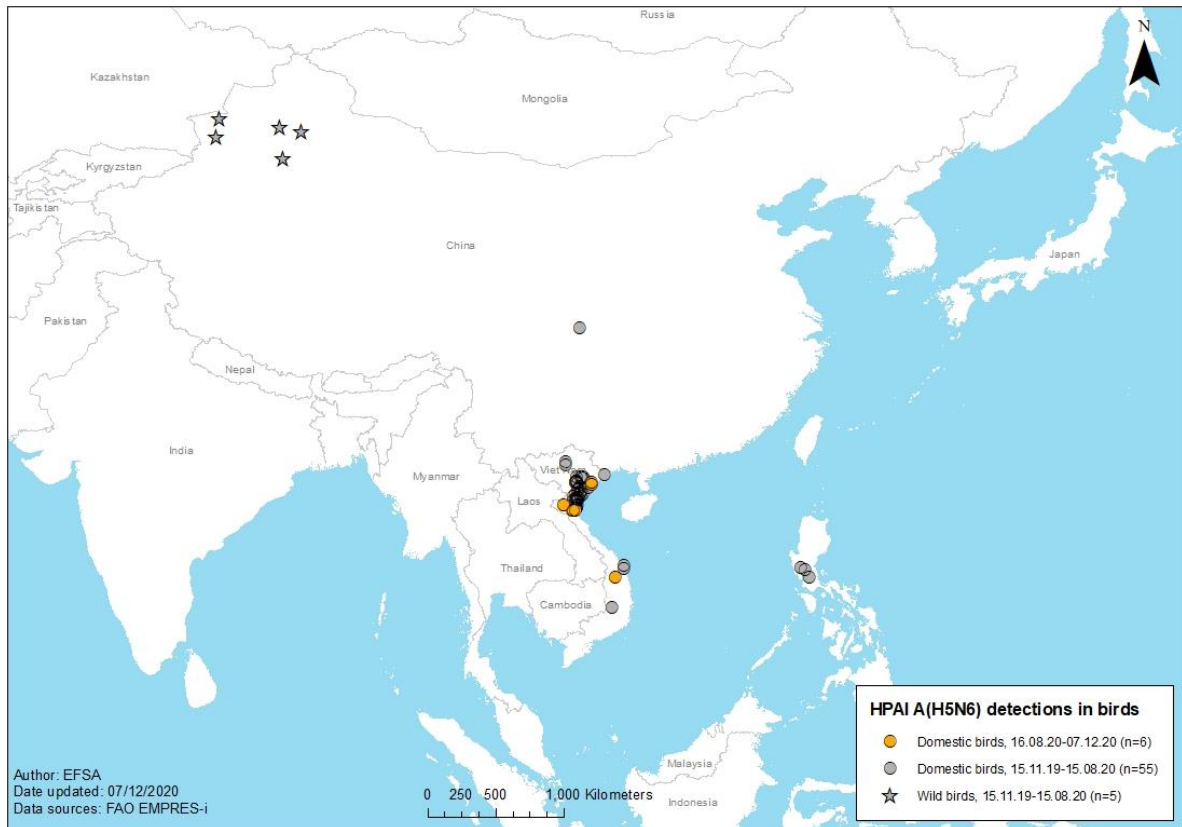 Russia
N
Kazakhstan
Mongolia
Kyrgyzstan
Tajikistan
China
Japan
Pakistan
Nepal
India
Myanmar
Viet Nam
Laos
Thailand
Cambodia
Malaysia
Indonesia
HPAI A(H5N6) detections in birds
Domestic birds, 16.08.20-07.12.20 (n=6)
Domestic birds, 15.11.19-15.08.20 (n=55)
Wild birds, 15.11.19-15.08.20 (n=5)
Author: EFSA
Date updated: 07/12/2020
Data sources: FAO EMPRES-i
0 250 500 1,000 Kilometers